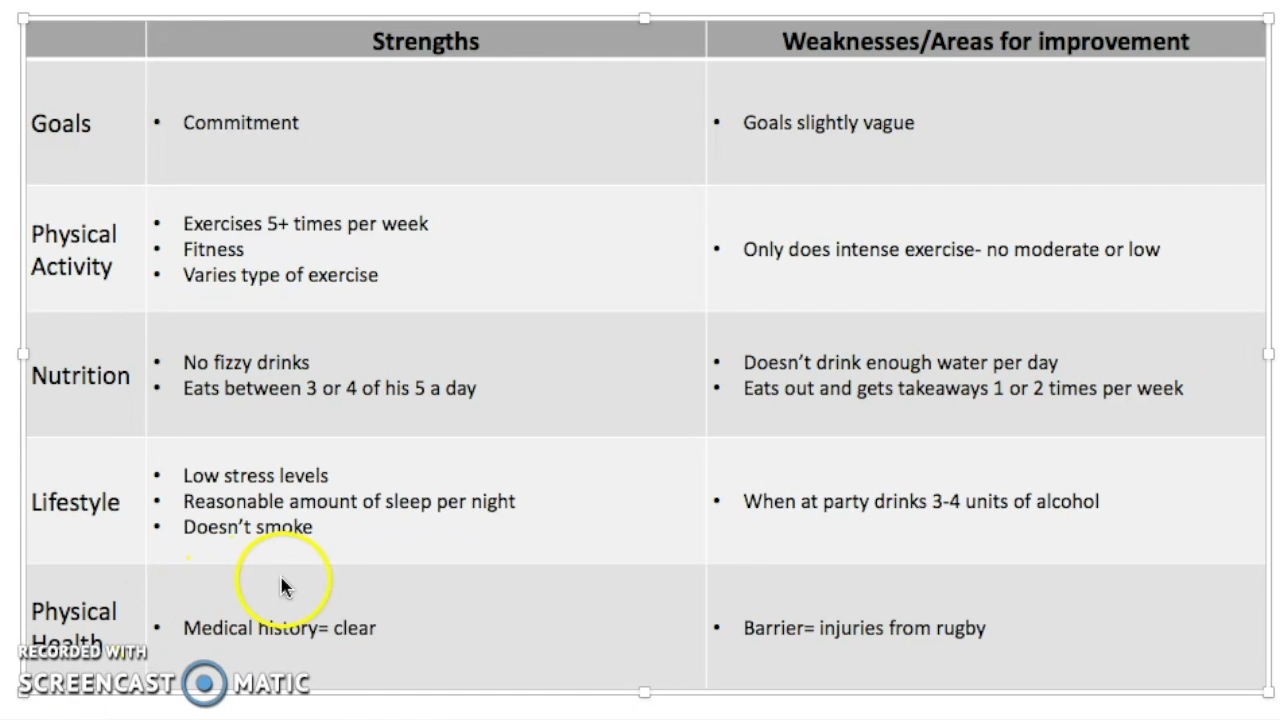 Strengths
Weaknesses/Areas for improvement
Goals
• Commitment
• Goals slightly vague
Physical
Activity
• Exercises 5+ times per week
• Fitness
• Varies type of exercise
• Only does intense exercise- no moderate or low
Nutrition
• No fizzy drinks
• Eats between 3 or 4 of his 5 a day
• Doesn't drink enough water per day
• Eats out and gets takeaways 1 or 2 times per week
Lifestyle
• Low stress levels
• Reasonable amount of sleep per night
• Doesn't smoke
• When at party drinks 3-4 units of alcohol
Physical
Health
• Medical history= clear
• Barrier= injuries from rugby
RECORDED WITH
SCREENCAST MATIC